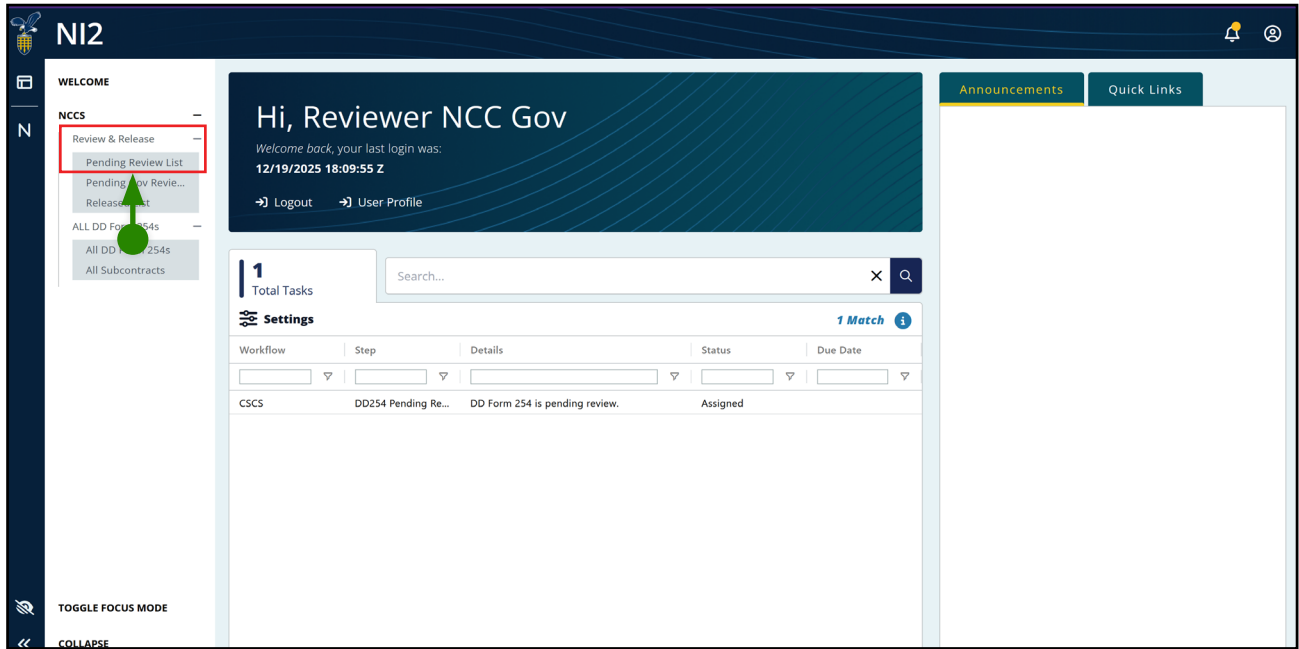 NI2
N
WELCOME
NCCS
Review & Release
Pending Review List
Pending Revie...
Release
ALL DD
All DD 254s
All Subcontracts
TOGGLE FOCUS MODE
COLLAPSE
Hi, Reviewer NCC Gov
Welcome back, your last login was:
12/19/2025 18:09:55 Z
Logout User Profile
1
Total Tasks
Search...
Settings
1 Match
Workflow Step Details Status Due Date
CSCS DD254 Pending Re... DD Form 254 is pending review. Assigned
Announcements Quick Links